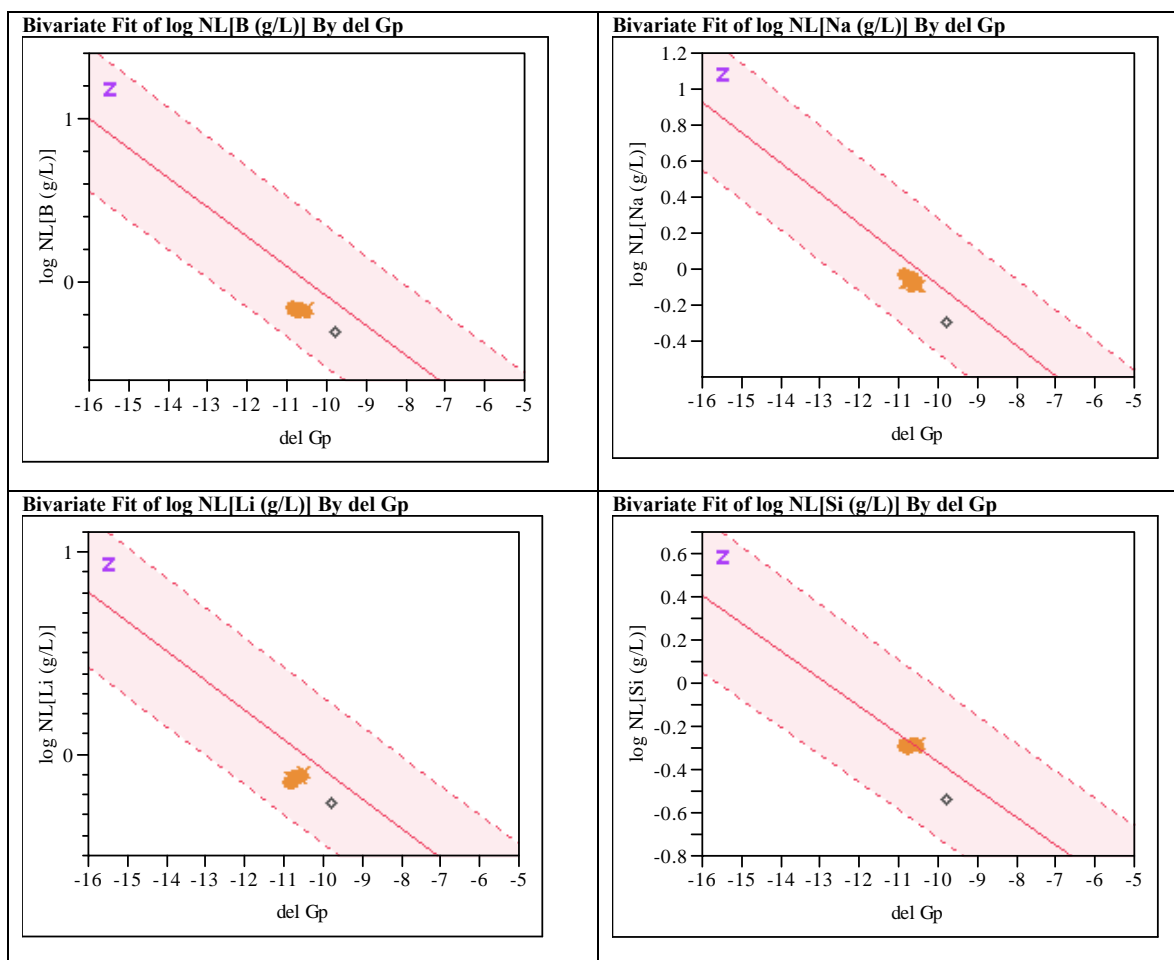 Bivariate Fit of log NL[B (g/L)] By del Gp
log NL[B (g/L)]
1
0
-16 -15 -14 -13 -12 -11 -10 -9 -8 -7 -6 -5
del Gp
Z
Bivariate Fit of log NL[Na (g/L)] By del Gp
log NL[Na (g/L)]
1.2
1
0.8
0.6
0.4
0.2
0
-0.2
-0.4
-16 -15 -14 -13 -12 -11 -10 -9 -8 -7 -6 -5
del Gp
Z
Bivariate Fit of log NL[Li (g/L)] By del Gp
log NL[Li (g/L)]
1
0
-16 -15 -14 -13 -12 -11 -10 -9 -8 -7 -6 -5
del Gp
Z
Bivariate Fit of log NL[Si (g/L)] By del Gp
log NL[Si (g/L)]
0.6
0.4
0.2
0
-0.2
-0.4
-0.6
-0.8
-16 -15 -14 -13 -12 -11 -10 -9 -8 -7 -6 -5
del Gp
Z